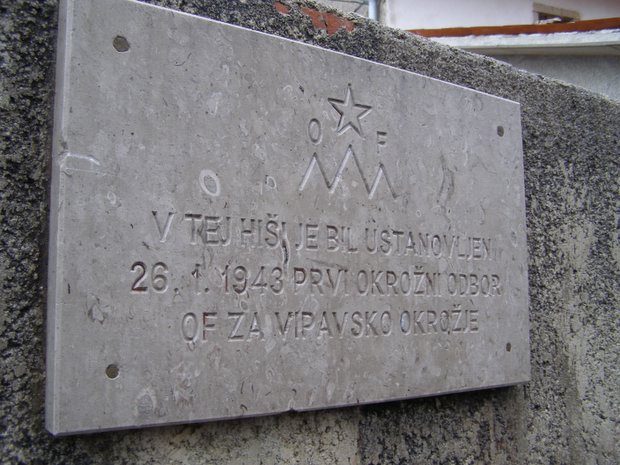 O F
V TEJ HIŠI JE BIL USTANOVLJEN
26. 1. 1943 PRVI OKROŽNI ODBOR
OF ZA VIPAVSKO OKROŽJE